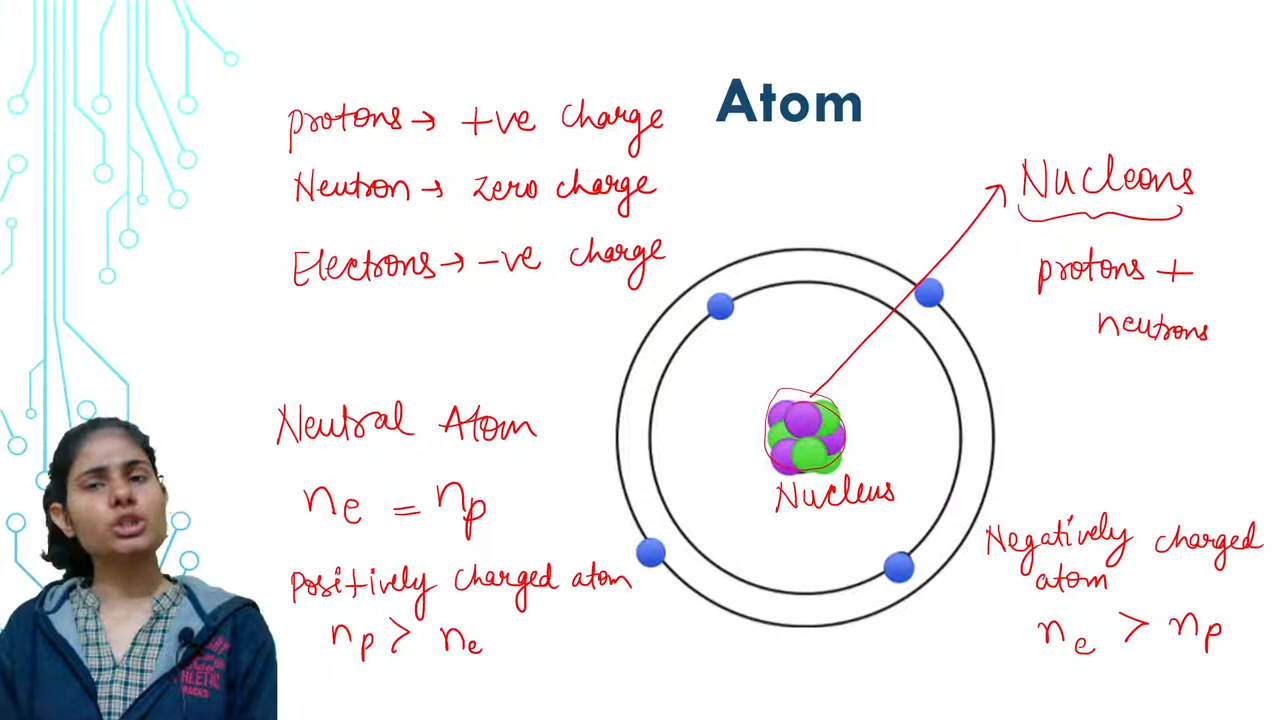 Atom
protons → +ve charge
Neutron → zero charge
Electrons → -ve charge
Nucleons
protons +
neutrons
Neutral Atom
ne = np
Nucleus
Positively charged atom
np > ne
Negatively charged
atom
ne > np